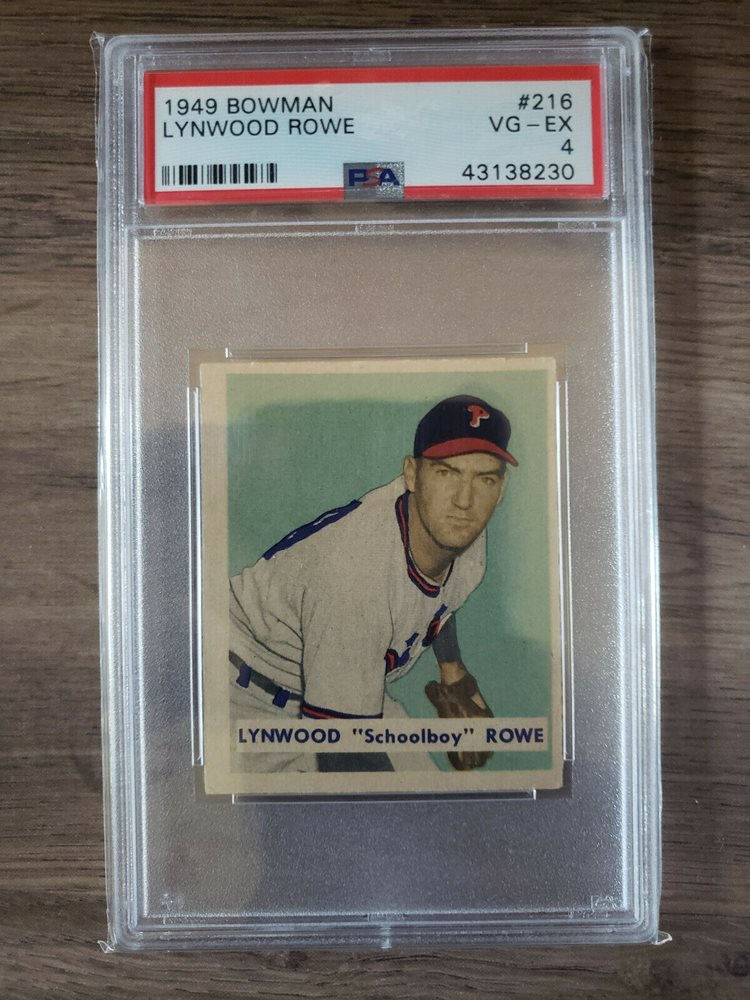 1949 BOWMAN #216
LYNWOOD ROWE VG-EX
4
PSA 43138230
P
LYNWOOD "Schoolboy" ROWE